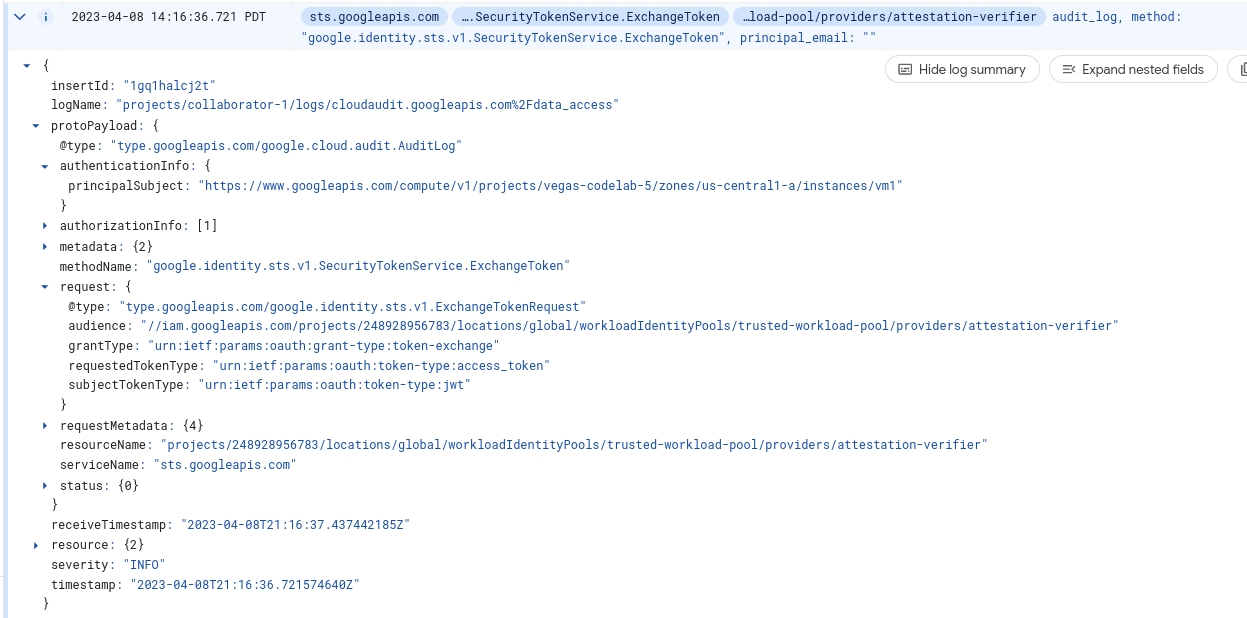 2023-04-08 14:16:36.721 PDT sts.googleapis.com ….SecurityTokenService.ExchangeToken …load-pool/providers/attestation-verifier audit_log, method:
"google.identity.sts.v1.SecurityTokenService.ExchangeToken", principal_email: ""
{
Hide log summary Expand nested fields
insertId: "1gq1halcj2t"
logName: "projects/collaborator-1/logs/cloudaudit.googleapis.com%2Fdata_access"
protoPayload: {
@type: "type.googleapis.com/google.cloud.audit.AuditLog"
authenticationInfo: {
principalSubject: "https://www.googleapis.com/compute/v1/projects/vegas-codelab-5/zones/us-central1-a/instances/vm1"
}
authorizationInfo: [1]
metadata: {2}
methodName: "google.identity.sts.v1.SecurityTokenService.ExchangeToken"
request: {
@type: "type.googleapis.com/google.identity.sts.v1.ExchangeTokenRequest"
audience: "//iam.googleapis.com/projects/248928956783/locations/global/workloadIdentityPools/trusted-workload-pool/providers/attestation-verifier"
grantType: "urn:ietf:params:oauth:grant-type:token-exchange"
requestedTokenType: "urn:ietf:params:oauth:token-type:access_token"
subjectTokenType: "urn:ietf:params:oauth:token-type:jwt"
}
requestMetadata: {4}
resourceName: "projects/248928956783/locations/global/workloadIdentityPools/trusted-workload-pool/providers/attestation-verifier"
serviceName: "sts.googleapis.com"
status: {0}
}
receiveTimestamp: "2023-04-08T21:16:37.437442185Z"
resource: {2}
severity: "INFO"
timestamp: "2023-04-08T21:16:36.721574640Z"
}